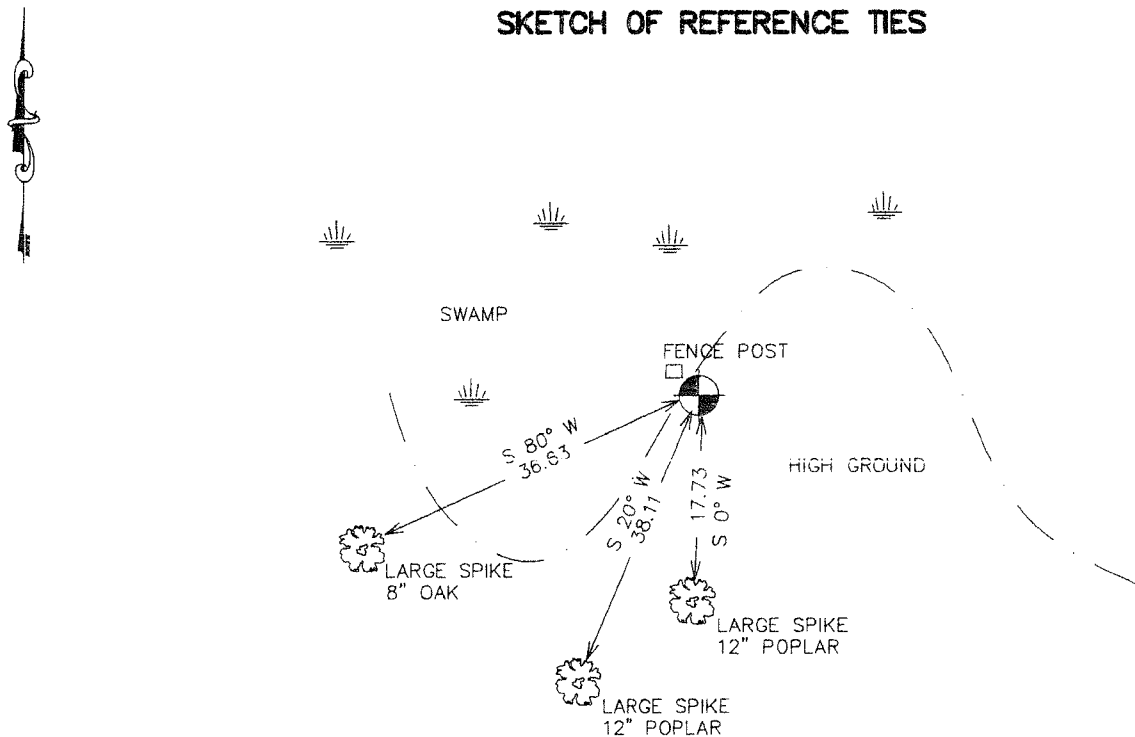 SKETCH OF REFERENCE TIES
SWAMP
FENCE POST
S 80° W
36.63
S 20° W
38.11
17.73
S 0° W
HIGH GROUND
LARGE SPIKE
8" OAK
LARGE SPIKE
12" POPLAR
LARGE SPIKE
12" POPLAR